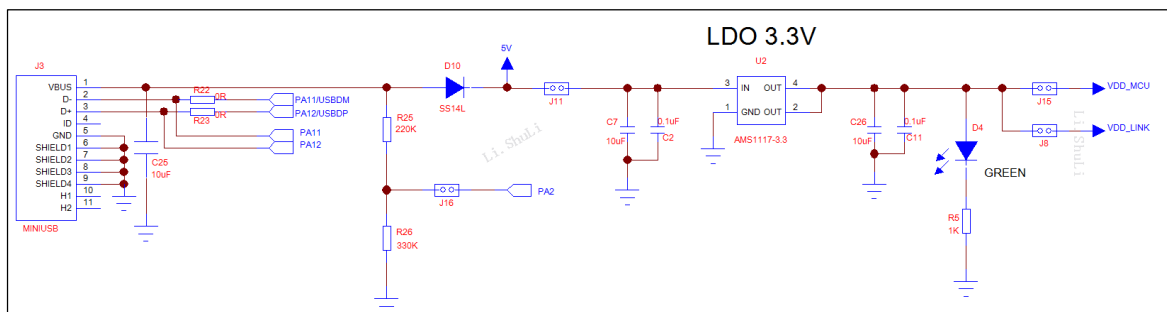 LDO 3.3V
J3
VBUS
D-
D+
ID
GND
SHIELD1
SHIELD2
SHIELD3
SHIELD4
H1
H2
1
2
3
4
5
6
7
8
9
10
11
MINIUSB
C25
10uF
R22
0R
R23
0R
PA11/USBDM
PA12/USBDP
PA11
PA12
R25
220K
R26
330K
J16
PA2
D10
SS14L
5V
J11
Li.ShuLi
C7
10uF
0.1uF
C2
U2
3
IN
OUT
4
1
GND
OUT
2
AMS1117-3.3
C26
10uF
0.1uF
C11
D4
GREEN
R5
1K
J15
VDD_MCU
J8
VDD_LINK
Li.ShuLi